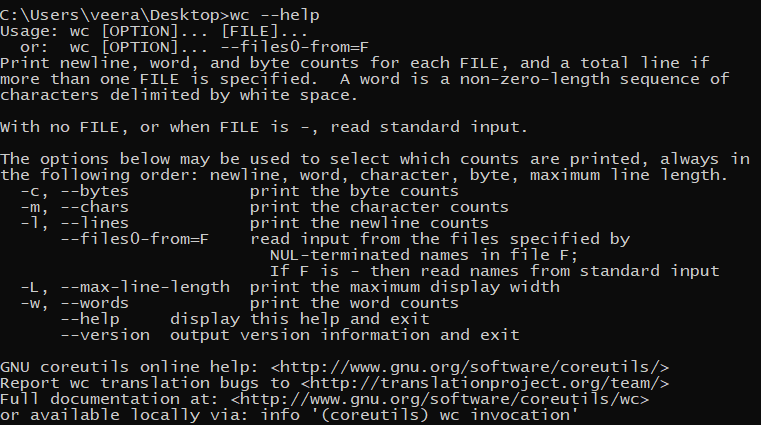 C:\Users\veera\Desktop>wc --help
Usage: wc [OPTION]... [FILE]...
  or:  wc [OPTION]... --files0-from=F
Print newline, word, and byte counts for each FILE, and a total line if
more than one FILE is specified.  A word is a non-zero-length sequence of
characters delimited by white space.

With no FILE, or when FILE is -, read standard input.

The options below may be used to select which counts are printed, always in
the following order: newline, word, character, byte, maximum line length.
  -c, --bytes            print the byte counts
  -m, --chars            print the character counts
  -l, --lines            print the newline counts
      --files0-from=F    read input from the files specified by
                           NUL-terminated names in file F;
                           If F is - then read names from standard input
  -L, --max-line-length  print the maximum display width
  -w, --words            print the word counts
      --help     display this help and exit
      --version  output version information and exit

GNU coreutils online help: <http://www.gnu.org/software/coreutils/>
Report wc translation bugs to <http://translationproject.org/team/>
Full documentation at: <http://www.gnu.org/software/coreutils/wc>
or available locally via: info '(coreutils) wc invocation'